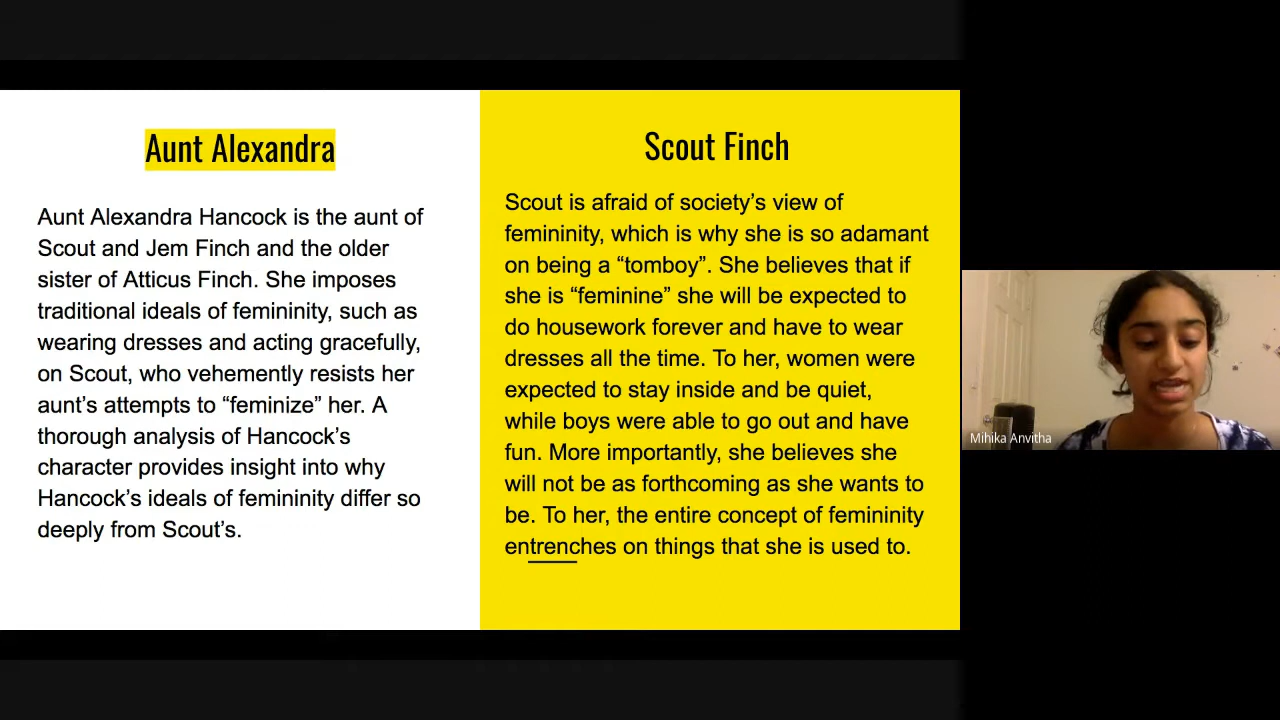 Aunt Alexandra
Aunt Alexandra Hancock is the aunt of
Scout and Jem Finch and the older
sister of Atticus Finch. She imposes
traditional ideals of femininity, such as
wearing dresses and acting gracefully,
on Scout, who vehemently resists her
aunt’s attempts to “feminize” her. A
thorough analysis of Hancock’s
character provides insight into why
Hancock’s ideals of femininity differ so
deeply from Scout’s.
Scout Finch
Scout is afraid of society’s view of
femininity, which is why she is so adamant
on being a “tomboy”. She believes that if
she is “feminine” she will be expected to
do housework forever and have to wear
dresses all the time. To her, women were
expected to stay inside and be quiet,
while boys were able to go out and have
fun. More importantly, she believes she
will not be as forthcoming as she wants to
be. To her, the entire concept of femininity
entrenches on things that she is used to.
Mihika Anvitha